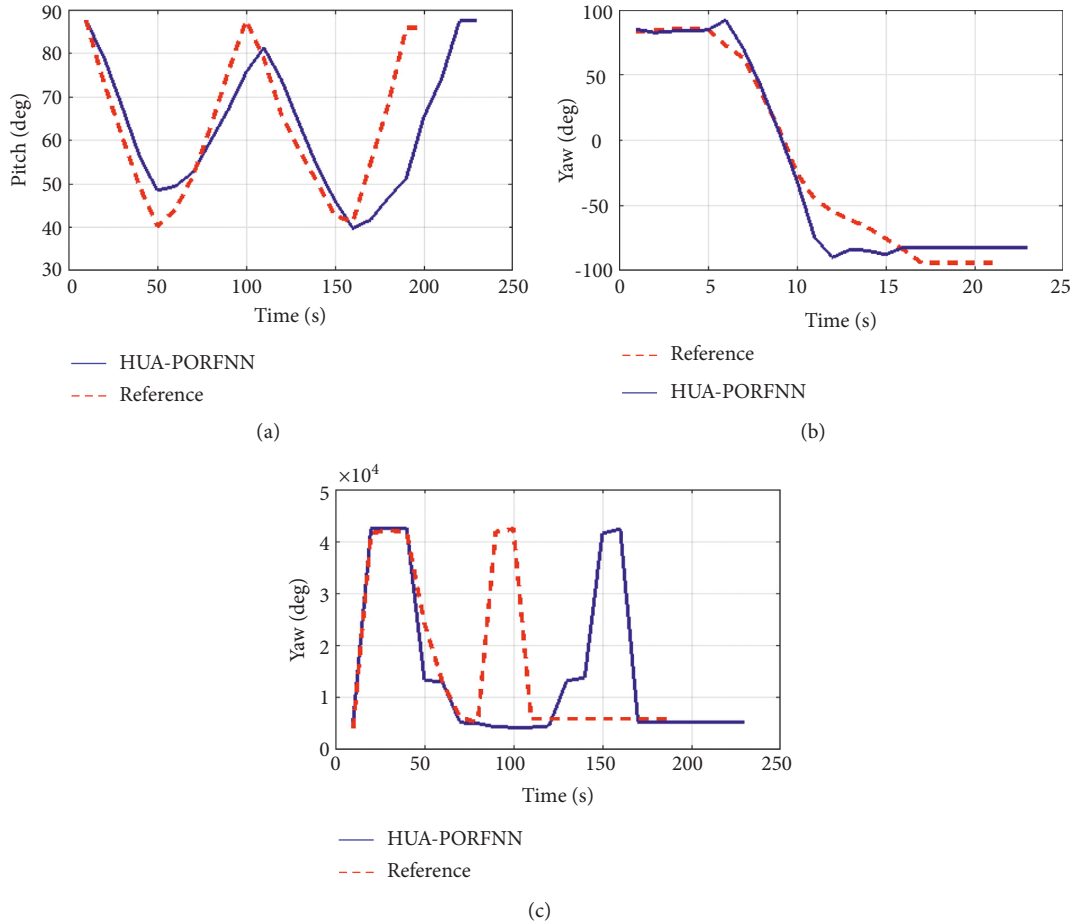 90
80
70
60
50
40
30
Pitch (deg)
0 50 100 150 200 250
Time (s)
HUA-PORFNN
Reference
(a)
100
50
0
-50
-100
Yaw (deg)
0 5 10 15 20 25
Time (s)
Reference
HUA-PORFNN
(b)
×10⁴
5
4
3
2
1
0
Yaw (deg)
0 50 100 150 200 250
Time (s)
HUA-PORFNN
Reference
(c)